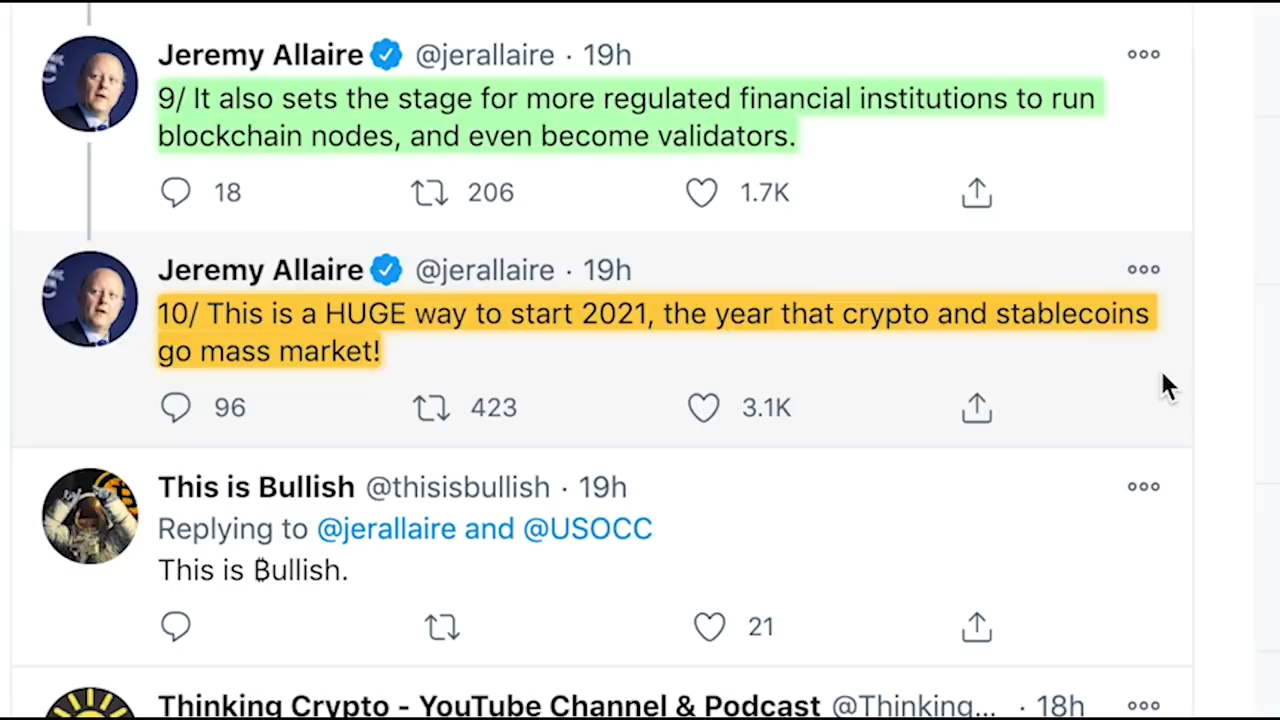 Jeremy Allaire @jerallaire · 19h
9/ It also sets the stage for more regulated financial institutions to run
blockchain nodes, and even become validators.
18 206 1.7K
Jeremy Allaire @jerallaire · 19h
10/ This is a HUGE way to start 2021, the year that crypto and stablecoins
go mass market!
96 423 3.1K
This is Bullish @thisisbullish · 19h
Replying to @jerallaire and @USOCC
This is ₿ullish.
21
Thinking Crypto - YouTube Channel & Podcast @Thinking... · 18h